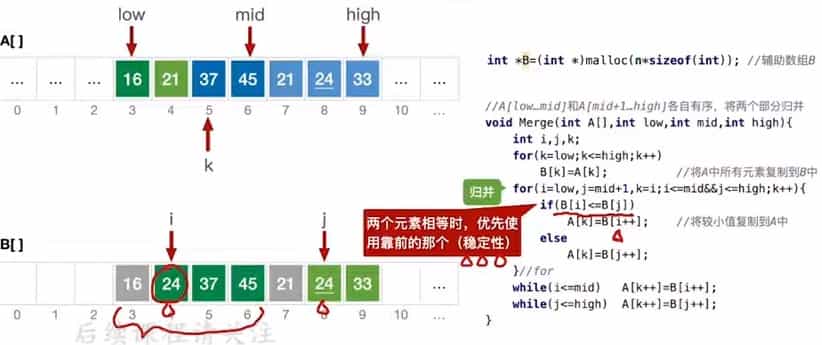 low
mid
high
A[]
... ... ... 16 21 37 45 21 24 33 ... ...
0 1 2 3 4 5 6 7 8 9 10 ...
k
i
j
B[]
16 24 37 45 21 24 33 ... ...
0 1 2 3 4 5 6 7 8 9 10 ...
后续课程请关注
int *B=(int *)malloc(n*sizeof(int)); //辅助数组B
//A[low…mid]和A[mid+1…high]各自有序，将两个部分归并
void Merge(int A[],int low,int mid,int high){
int i,j,k;
for(k=low;k<=high;k++)
B[k]=A[k]; //将A中所有元素复制到B中
归并
for(i=low,j=mid+1,k=i;i<=mid&&j<=high;k++){
if(B[i]<=B[j])
A[k]=B[i++]; //将较小值复制到A中
else
A[k]=B[j++];
}//for
while(i<=mid) A[k++]=B[i++];
while(j<=high) A[k++]=B[j++];
}
两个元素相等时，优先使
用靠前的那个（稳定性）